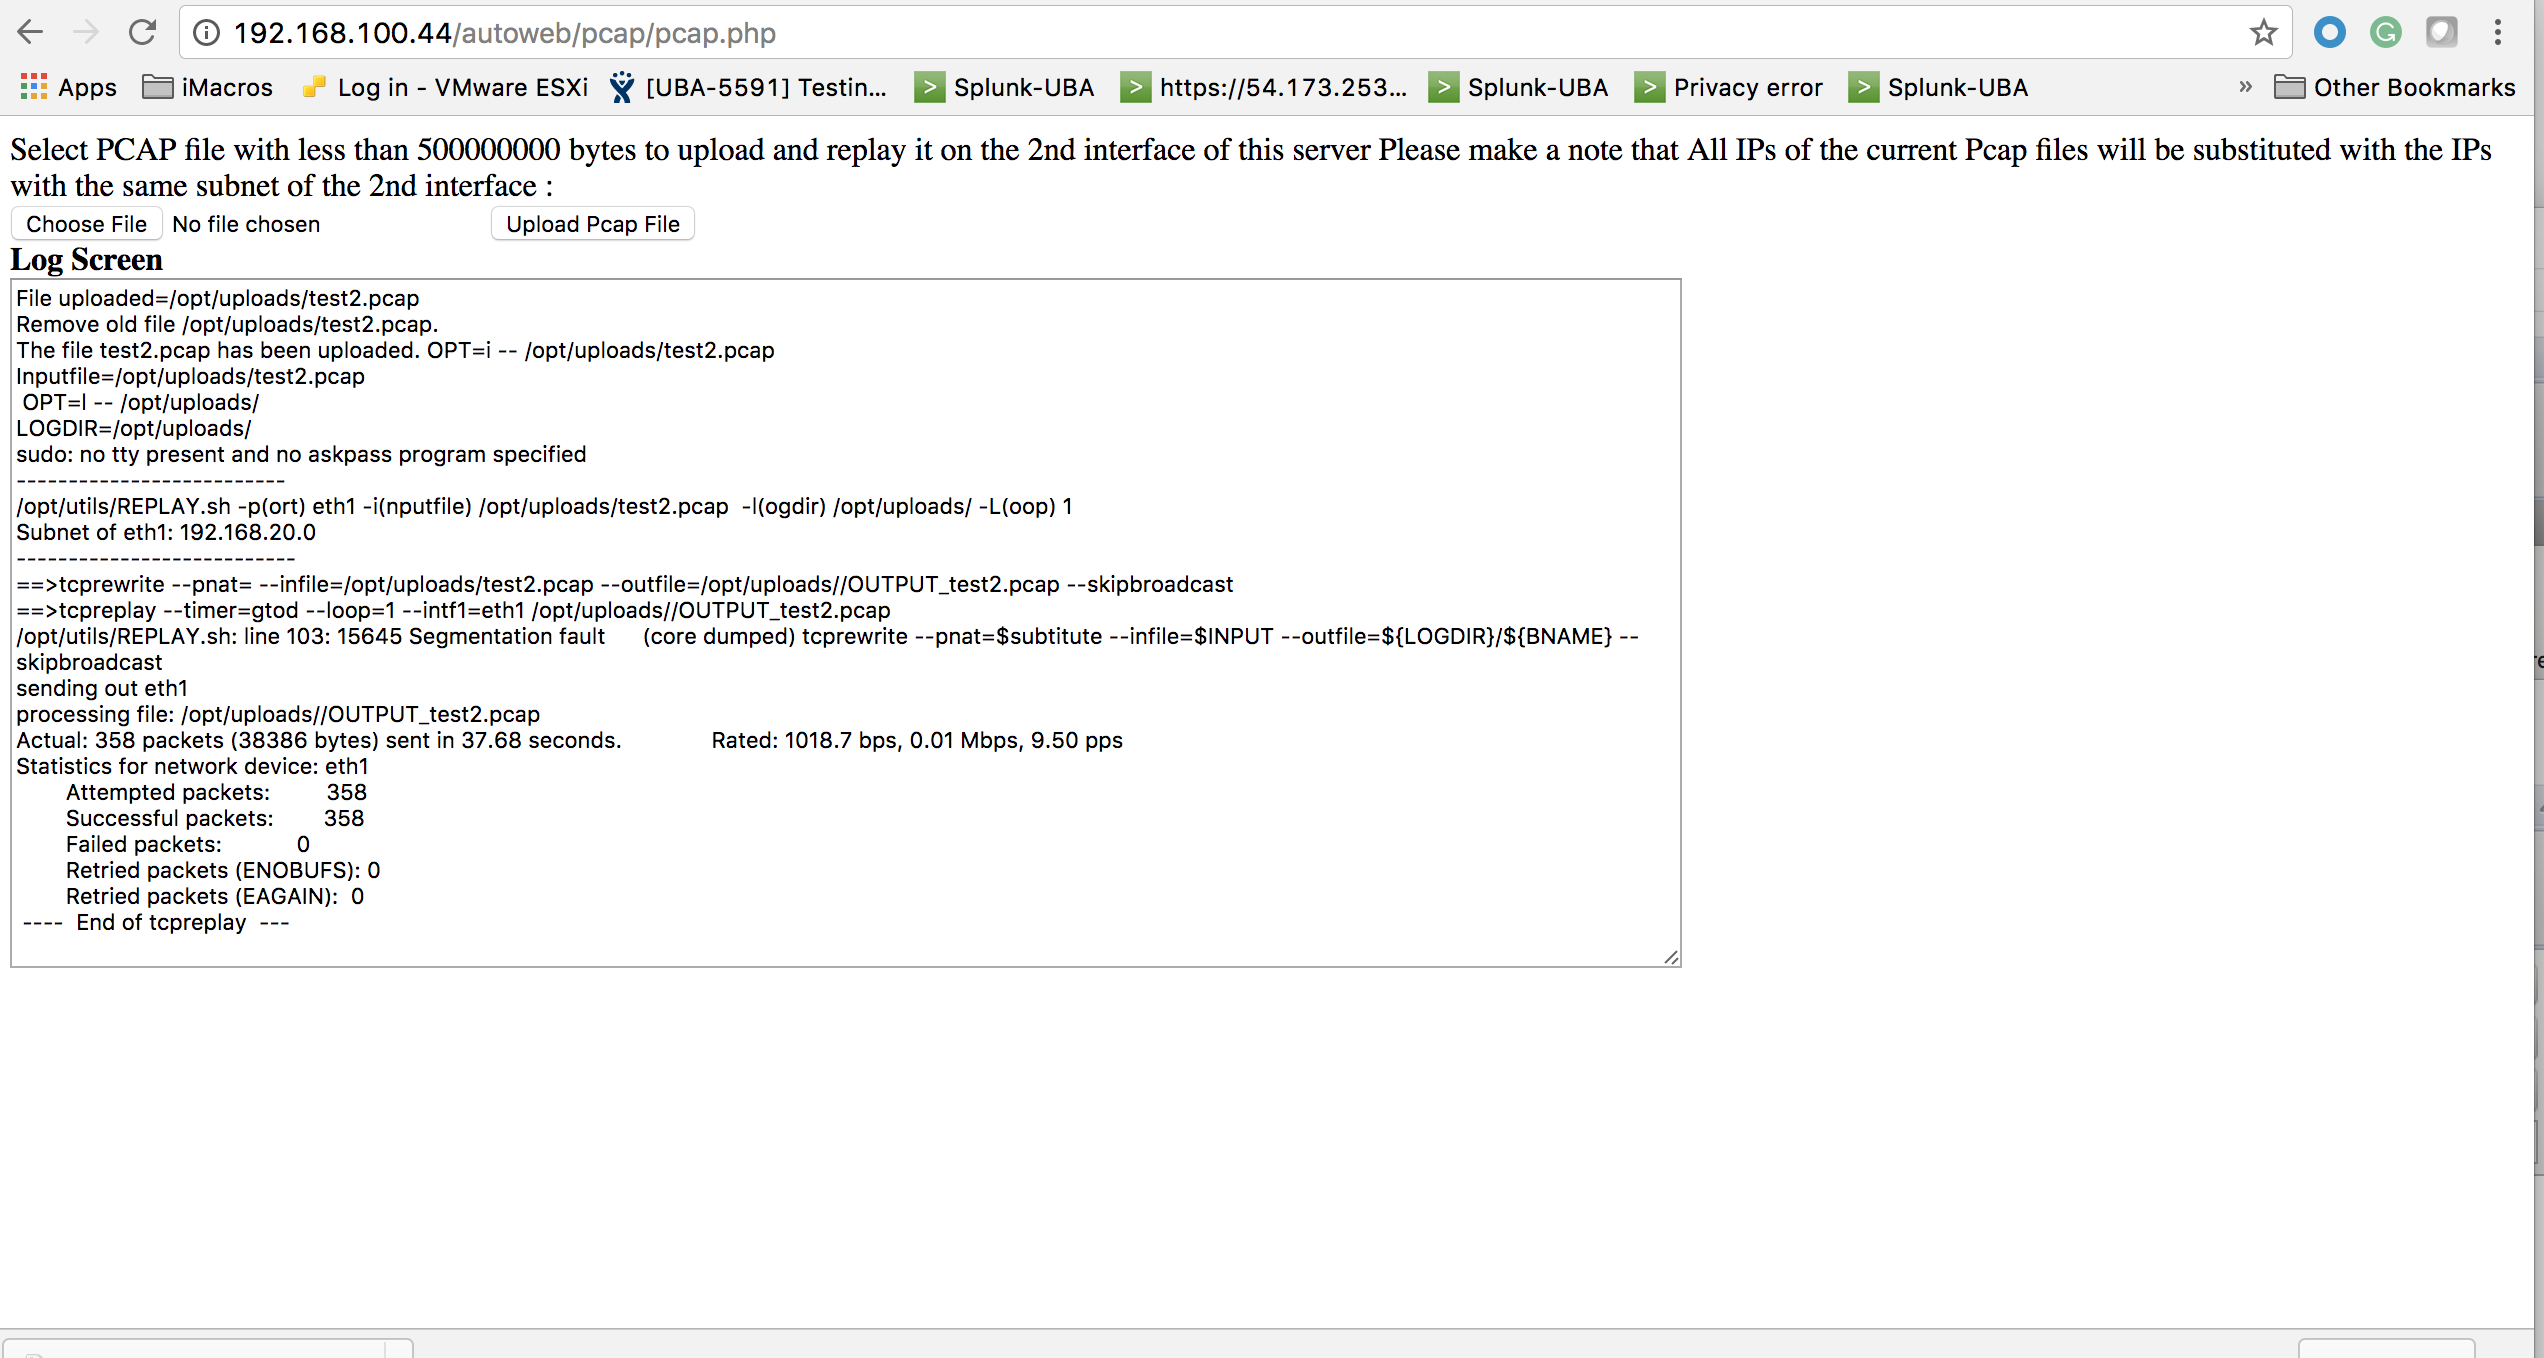 192.168.100.44/autoweb/pcap/pcap.php
Apps iMacros Log in - VMware ESXi [UBA-5591] Testin... Splunk-UBA https://54.173.253... Splunk-UBA Privacy error Splunk-UBA » Other Bookmarks
Select PCAP file with less than 500000000 bytes to upload and replay it on the 2nd interface of this server Please make a note that All IPs of the current Pcap files will be substituted with the IPs
with the same subnet of the 2nd interface :
Choose File No file chosen Upload Pcap File
Log Screen
File uploaded=/opt/uploads/test2.pcap
Remove old file /opt/uploads/test2.pcap.
The file test2.pcap has been uploaded. OPT=i -- /opt/uploads/test2.pcap
Inputfile=/opt/uploads/test2.pcap
OPT=l -- /opt/uploads/
LOGDIR=/opt/uploads/
sudo: no tty present and no askpass program specified
--------------------------
/opt/utils/REPLAY.sh -p(ort) eth1 -i(nputfile) /opt/uploads/test2.pcap  -l(ogdir) /opt/uploads/ -L(oop) 1
Subnet of eth1: 192.168.20.0
---------------------------
==>tcprewrite --pnat= --infile=/opt/uploads/test2.pcap --outfile=/opt/uploads//OUTPUT_test2.pcap --skipbroadcast
==>tcpreplay --timer=gtod --loop=1 --intf1=eth1 /opt/uploads//OUTPUT_test2.pcap
/opt/utils/REPLAY.sh: line 103: 15645 Segmentation fault      (core dumped) tcprewrite --pnat=$subtitute --infile=$INPUT --outfile=${LOGDIR}/${BNAME} --
skipbroadcast
sending out eth1
processing file: /opt/uploads//OUTPUT_test2.pcap
Actual: 358 packets (38386 bytes) sent in 37.68 seconds. Rated: 1018.7 bps, 0.01 Mbps, 9.50 pps
Statistics for network device: eth1
Attempted packets: 358
Successful packets: 358
Failed packets: 0
Retried packets (ENOBUFS): 0
Retried packets (EAGAIN): 0
---- End of tcpreplay ---